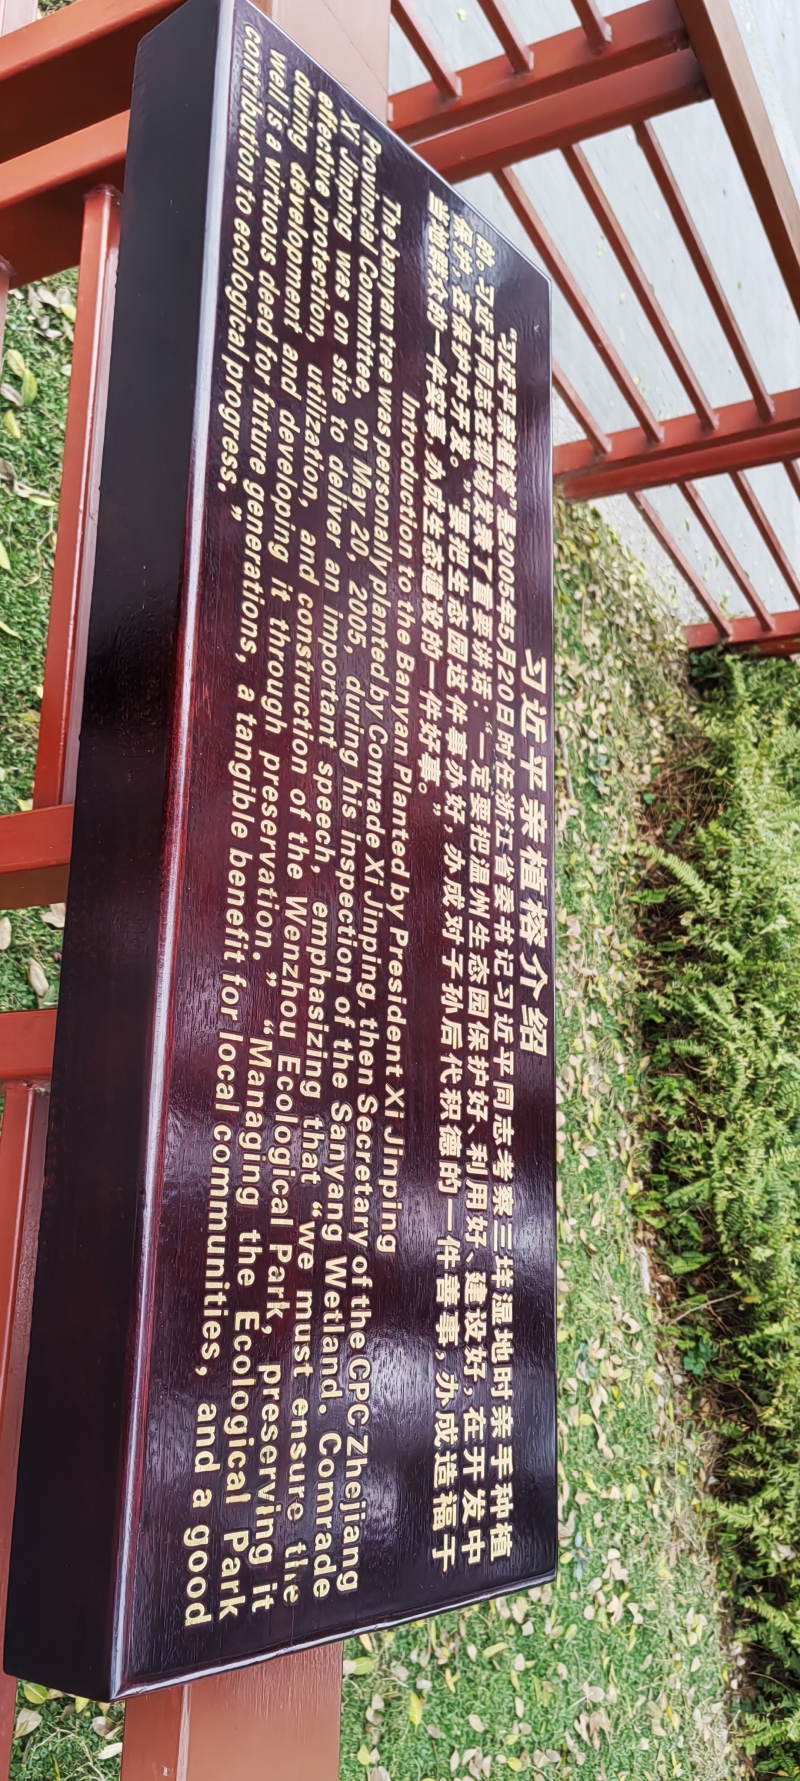 习近平亲植榕介绍
“习近平亲植榕”是2005年5月20日时任浙江省委书记习近平同志考察三垟湿地时亲手种植
的。习近平同志在现场发表了重要讲话：“一定要把温州生态园保护好、利用好、建设好，在开发中
保护，在保护中开发。”“要把生态园这件事办好，办成对子孙后代积德的一件善事，办成造福于
当地群众的一件实事，办成生态建设的一件好事。”
Introduction to the Banyan Planted by President Xi Jinping
The banyan tree was personally planted by Comrade Xi Jinping, then Secretary of the CPC Zhejiang
Provincial Committee, on May 20, 2005, during his inspection of the Sanyang Wetland. Comrade
Xi Jinping was on site to deliver an important speech, emphasizing that “we must ensure the
effective protection, utilization, and construction of the Wenzhou Ecological Park, preserving it
during development and developing it through preservation.” “Managing the Ecological Park
well is a virtuous deed for future generations, a tangible benefit for local communities, and a good
contribution to ecological progress.”